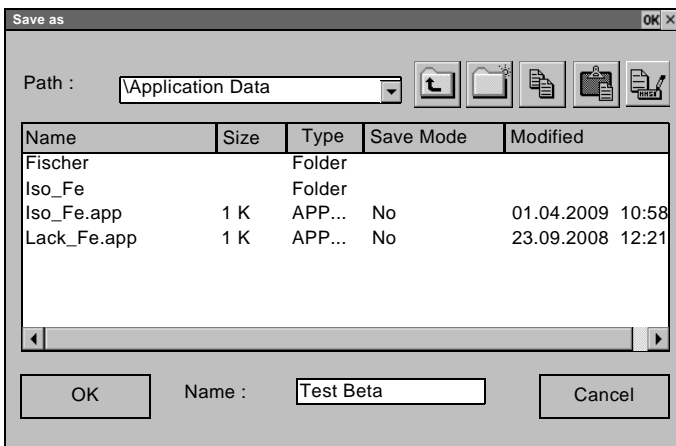 Save as OK ×
Path : \Application Data
Name Size Type Save Mode Modified
Fischer Folder
Iso_Fe Folder
Iso_Fe.app 1 K APP... No 01.04.2009 10:58
Lack_Fe.app 1 K APP... No 23.09.2008 12:21
OK Name : Test Beta Cancel